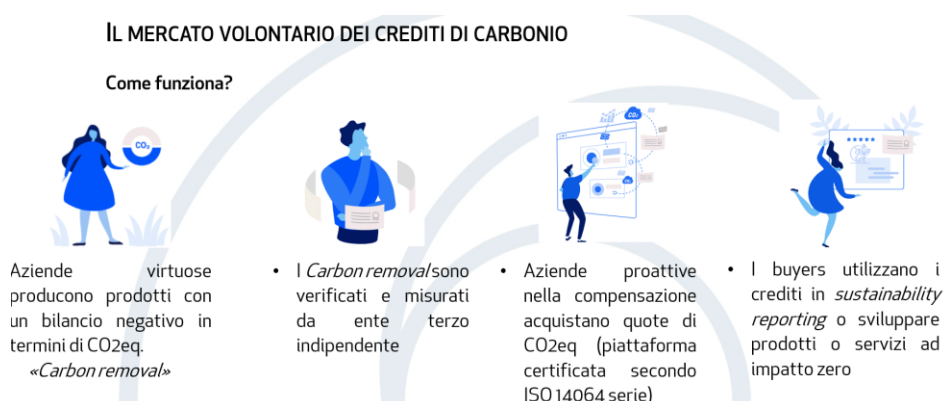 IL MERCATO VOLONTARIO DEI CREDITI DI CARBONIO
Come funziona?
CO₂
CO₂
Aziende virtuose
producono prodotti con
un bilancio negativo in
termini di CO2eq.
«Carbon removal»
• I Carbon removal sono
verificati e misurati
da ente terzo
indipendente
• Aziende proattive
nella compensazione
acquistano quote di
CO2eq (piattaforma
certificata secondo
ISO 14064 serie)
• I buyers utilizzano i
crediti in sustainability
reporting o sviluppare
prodotti o servizi ad
impatto zero